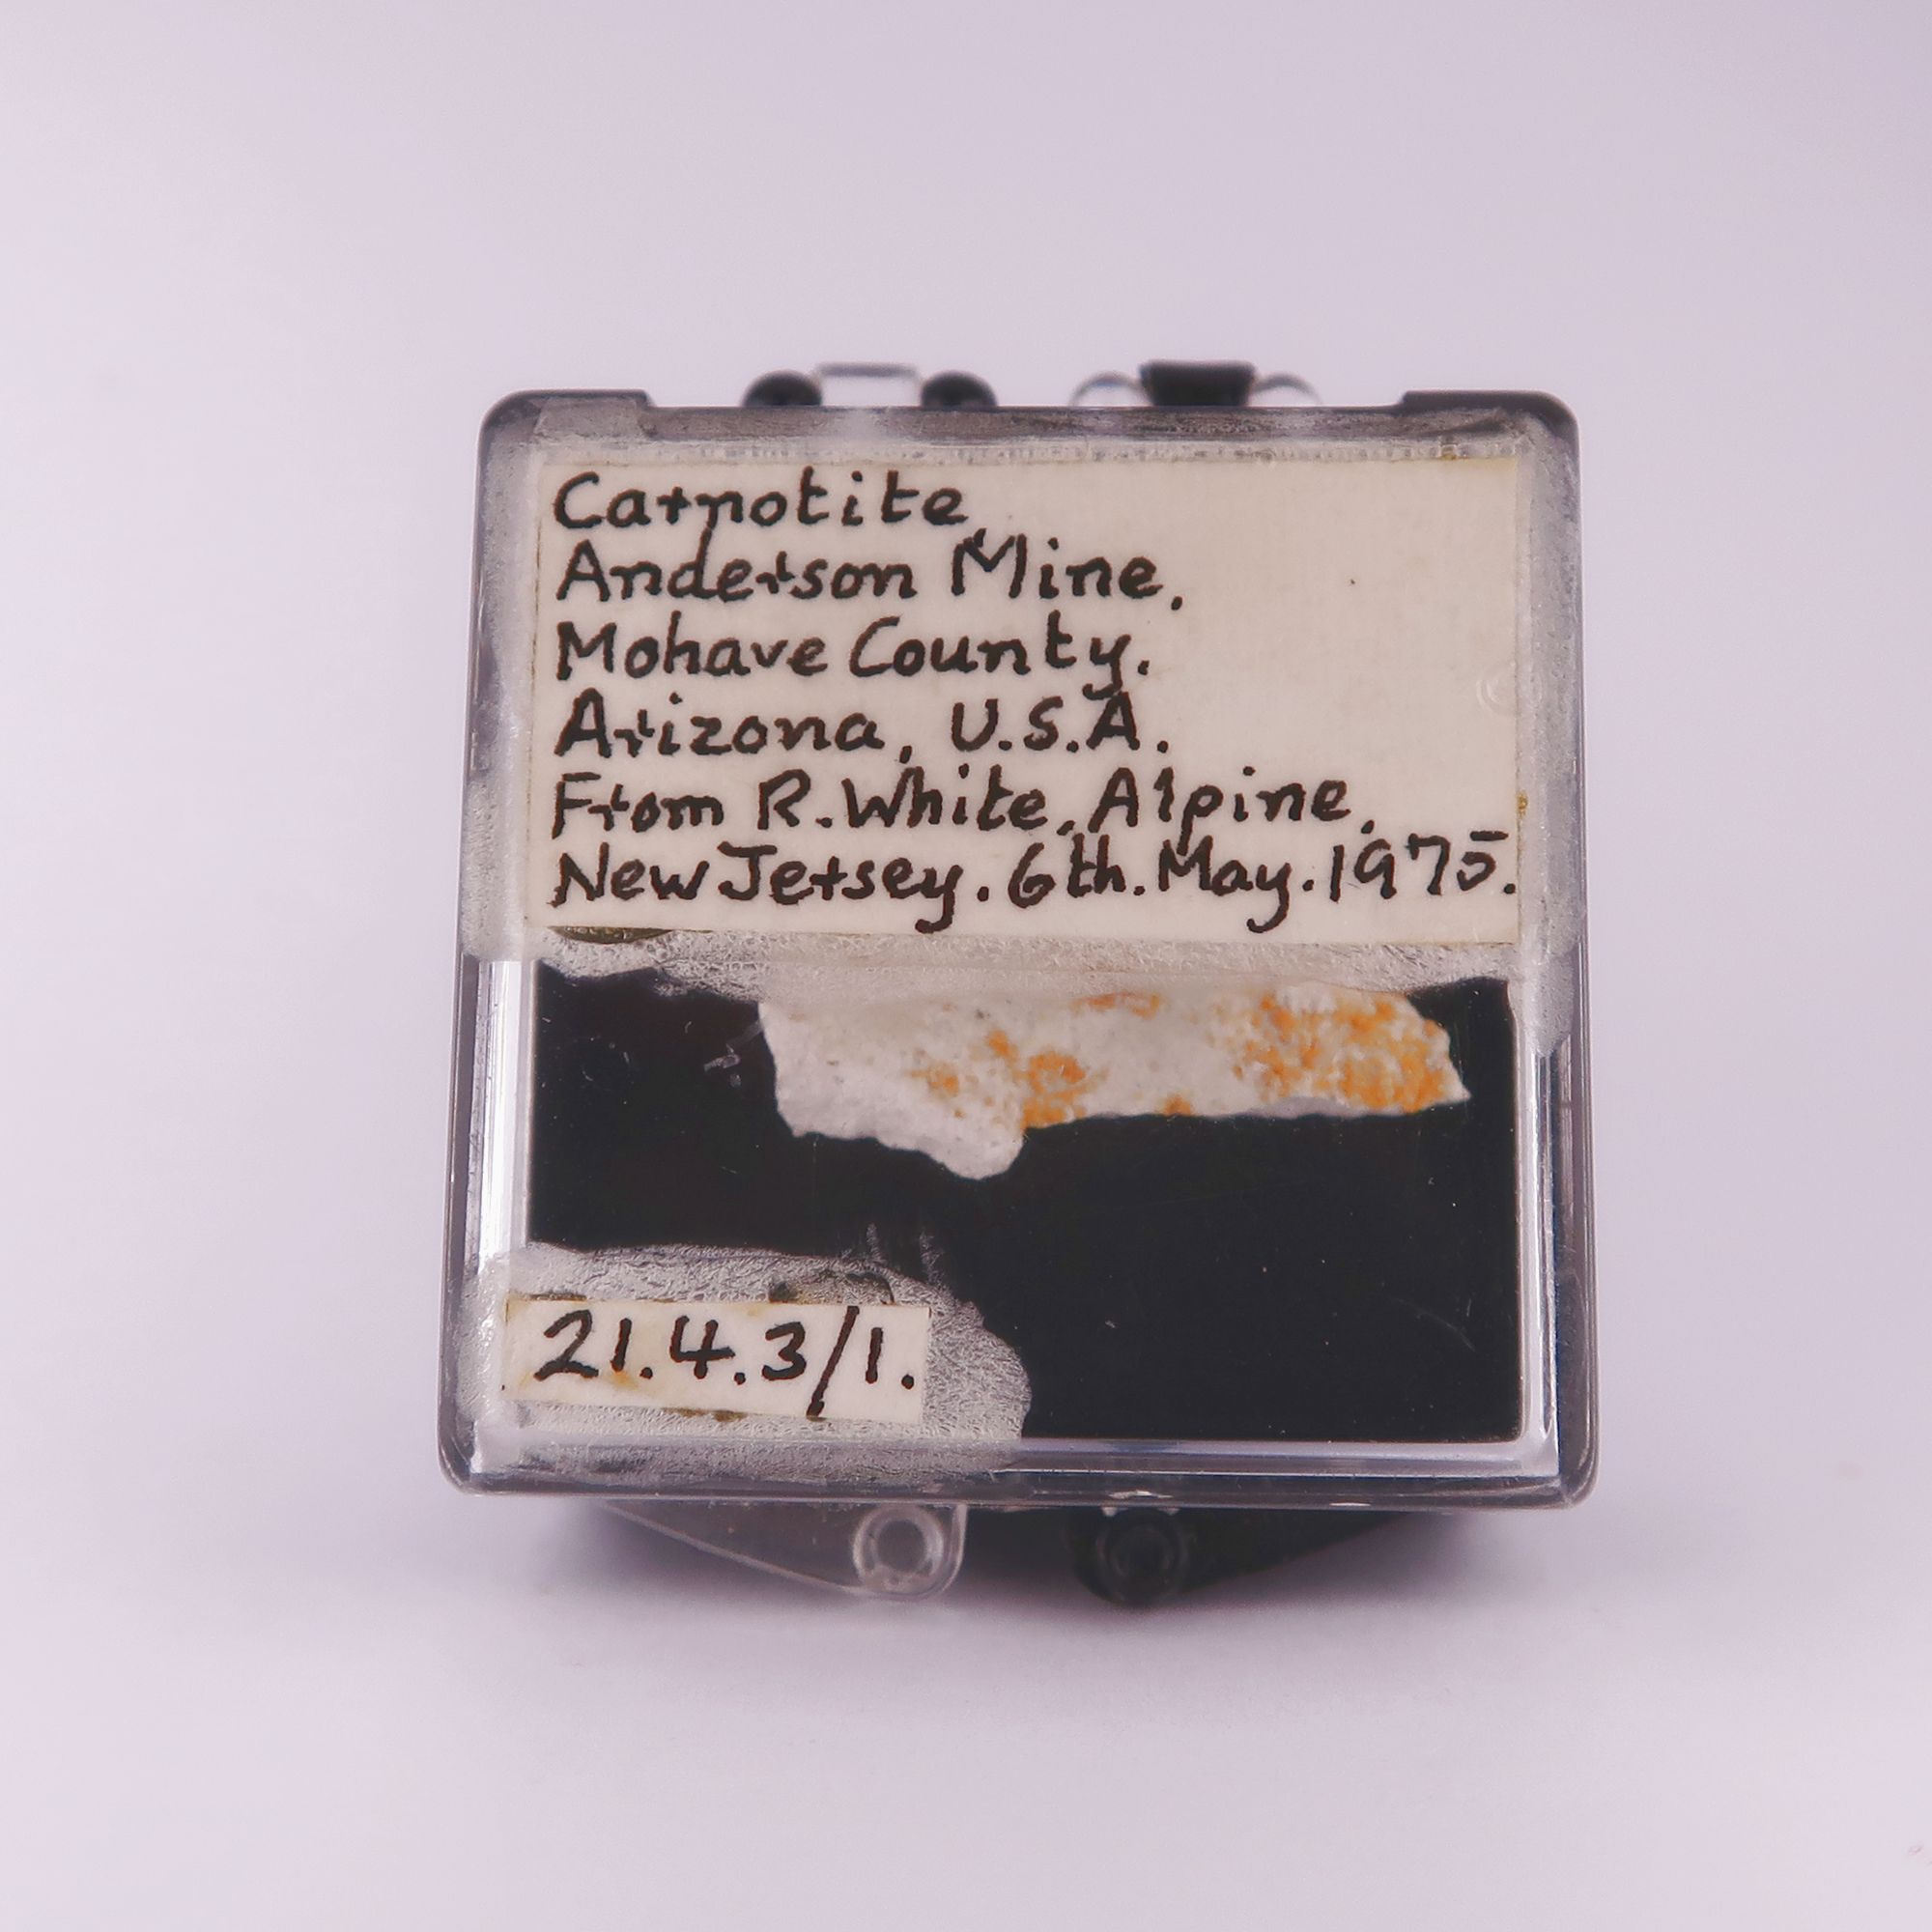 Carnotite,
Anderson Mine,
Mohave County.
Arizona, U.S.A.
From R. White, Alpine,
New Jersey. 6th. May. 1975.
21.4.3/1.